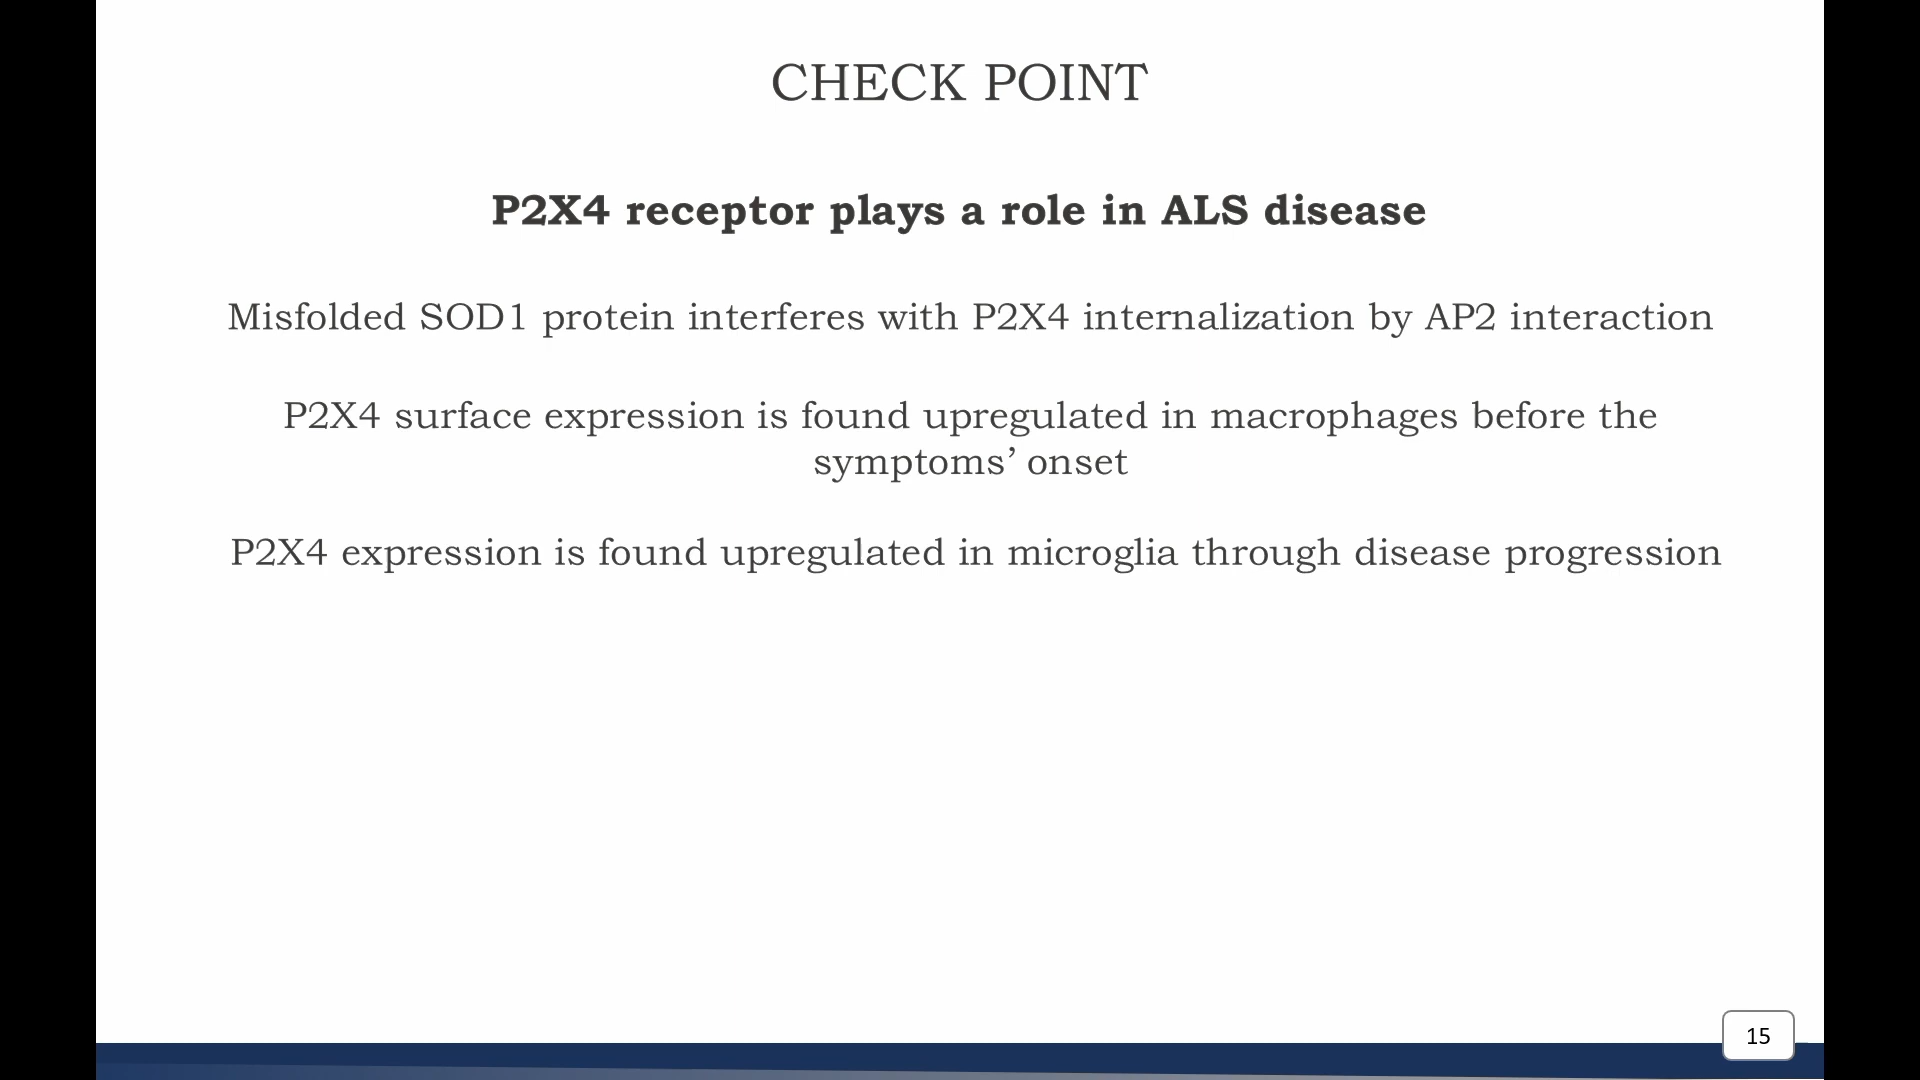 CHECK POINT
P2X4 receptor plays a role in ALS disease
Misfolded SOD1 protein interferes with P2X4 internalization by AP2 interaction
P2X4 surface expression is found upregulated in macrophages before the
symptoms’ onset
P2X4 expression is found upregulated in microglia through disease progression
15